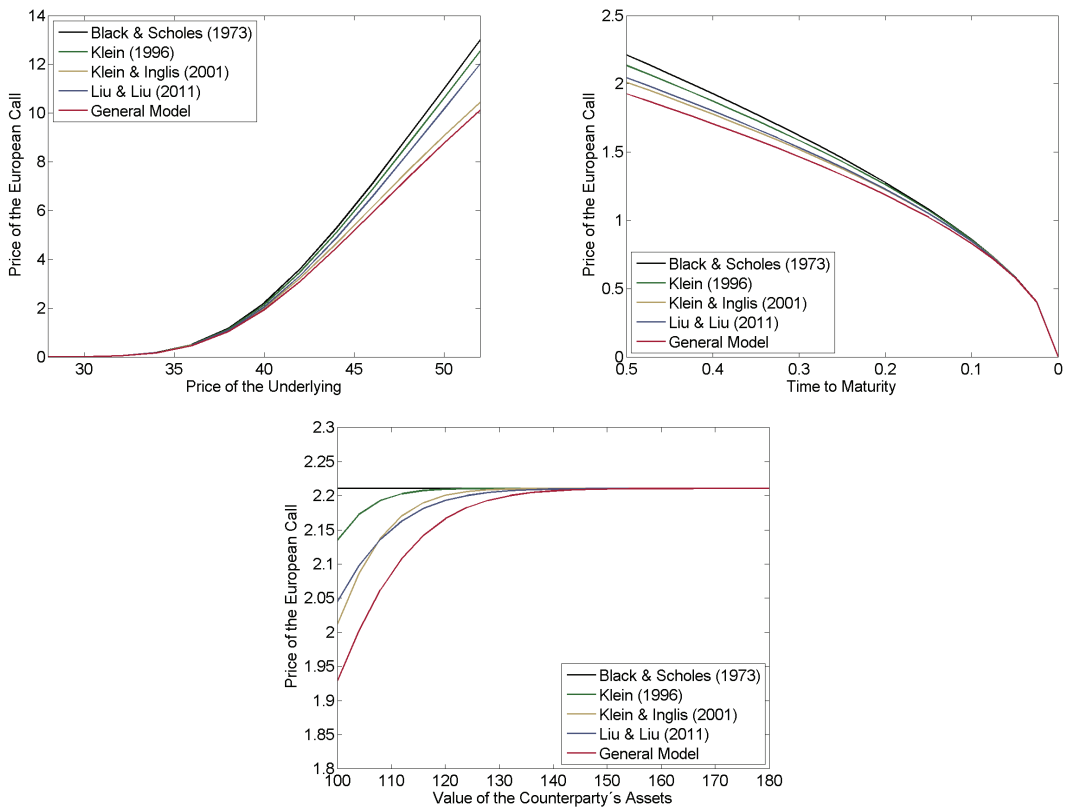 14
12
10
8
6
4
2
0
Price of the European Call
Black & Scholes (1973)
Klein (1996)
Klein & Inglis (2001)
Liu & Liu (2011)
General Model
30 35 40 45 50
Price of the Underlying
2.5
2
1.5
1
0.5
0
Price of the European Call
Black & Scholes (1973)
Klein (1996)
Klein & Inglis (2001)
Liu & Liu (2011)
General Model
0.5 0.4 0.3 0.2 0.1 0
Time to Maturity
2.3
2.25
2.2
2.15
2.1
2.05
2
1.95
1.9
1.85
1.8
Price of the European Call
Black & Scholes (1973)
Klein (1996)
Klein & Inglis (2001)
Liu & Liu (2011)
General Model
100 110 120 130 140 150 160 170 180
Value of the Counterparty´s Assets